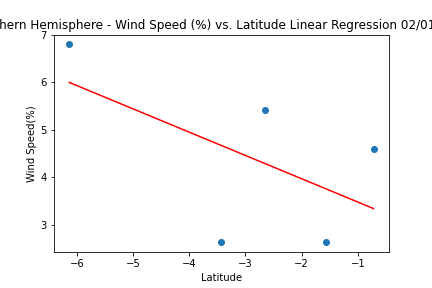 hern Hemisphere - Wind Speed (%) vs. Latitude Linear Regression 02/01
7
6
5
4
3
Wind Speed(%)
−6 −5 −4 −3 −2 −1
Latitude